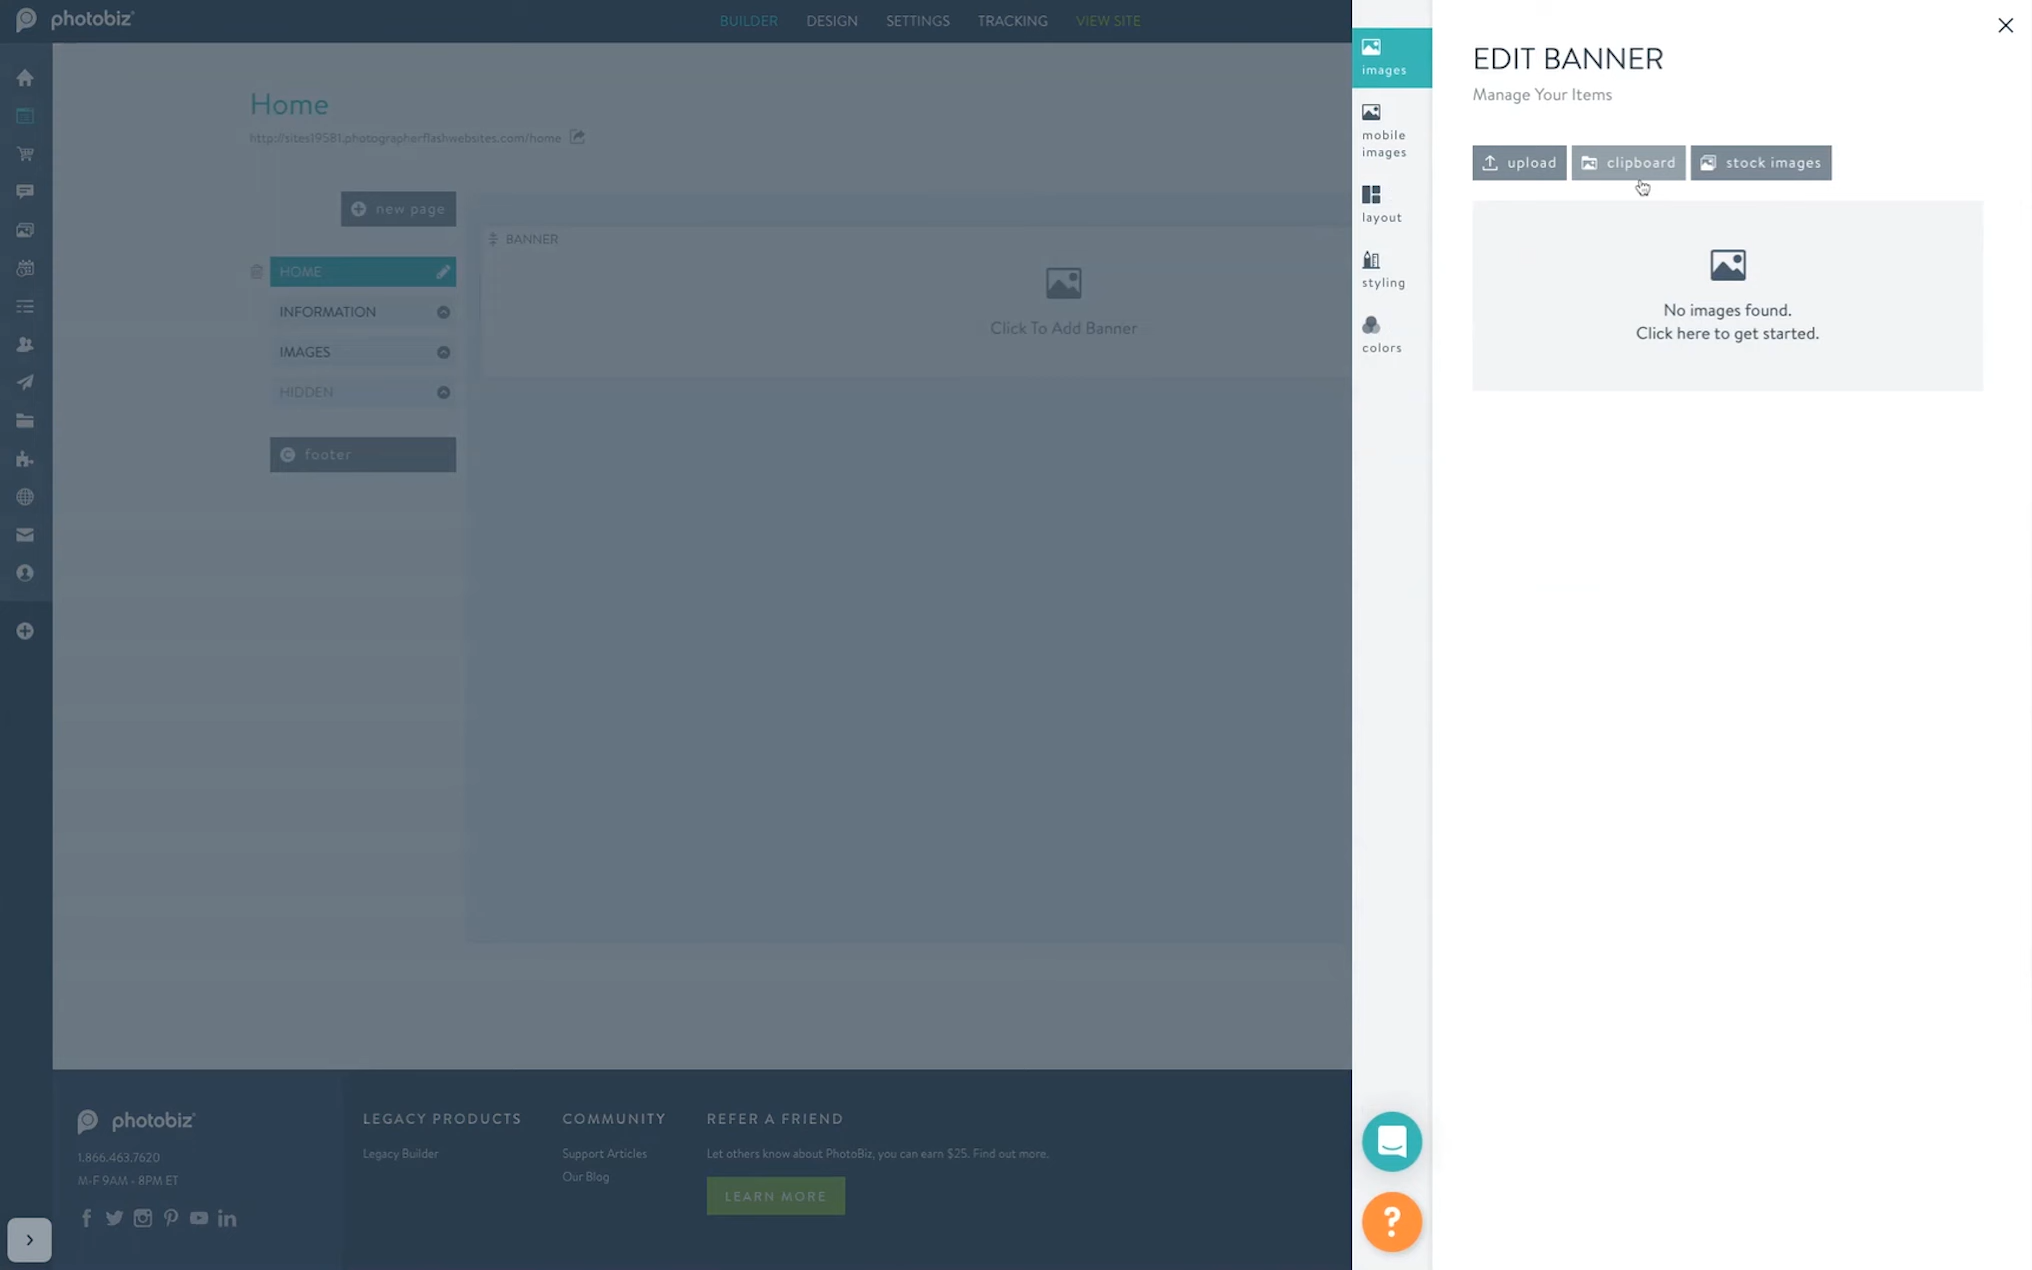 photobiz
BUILDER DESIGN SETTINGS TRACKING VIEW SITE
Home
http://sites19581.photographerflashwebsites.com/home
new page
HOME
INFORMATION
IMAGES
HIDDEN
footer
BANNER
Click To Add Banner
images
mobile
images
layout
styling
colors
EDIT BANNER
Manage Your Items
upload clipboard stock images
No images found.
Click here to get started.
photobiz
1.866.463.7620
M-F 9AM - 8PM ET
LEGACY PRODUCTS
Legacy Builder
COMMUNITY
Support Articles
Our Blog
REFER A FRIEND
Let others know about PhotoBiz, you can earn $25. Find out more.
LEARN MORE